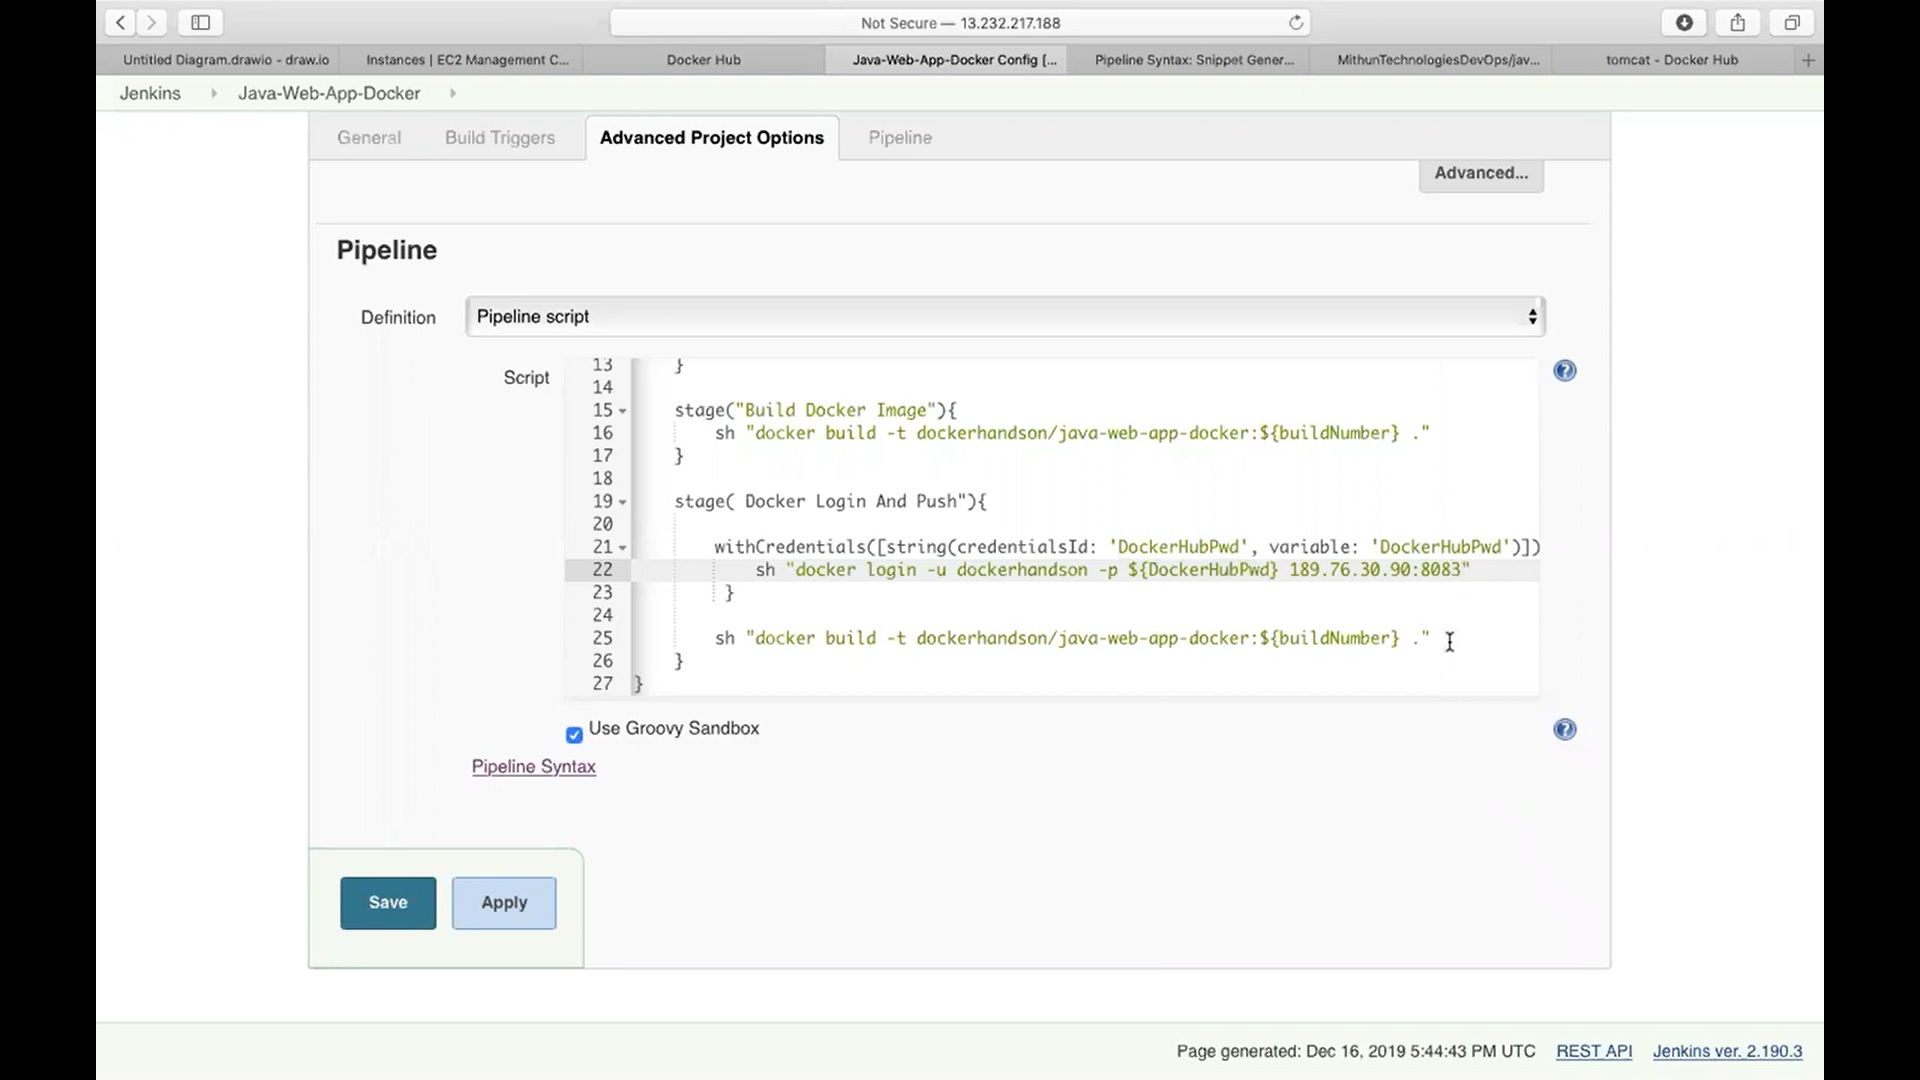 Not Secure — 13.232.217.188
Untitled Diagram.drawio - draw.io
Instances | EC2 Management C...
Docker Hub
Java-Web-App-Docker Config [...
Pipeline Syntax: Snippet Gener...
MithunTechnologiesDevOps/jav...
tomcat - Docker Hub
Jenkins
Java-Web-App-Docker
General
Build Triggers
Advanced Project Options
Pipeline
Advanced...
Pipeline
Definition
Pipeline script
Script
13 }
14
15 stage("Build Docker Image"){
16 sh "docker build -t dockerhandson/java-web-app-docker:${buildNumber} ."
17 }
18
19 stage( Docker Login And Push"){
20
21 withCredentials([string(credentialsId: 'DockerHubPwd', variable: 'DockerHubPwd')])
22 sh "docker login -u dockerhandson -p ${DockerHubPwd} 189.76.30.90:8083"
23 }
24
25 sh "docker build -t dockerhandson/java-web-app-docker:${buildNumber} ."
26 }
27 }
Use Groovy Sandbox
Pipeline Syntax
Save
Apply
Page generated: Dec 16, 2019 5:44:43 PM UTC
REST API
Jenkins ver. 2.190.3